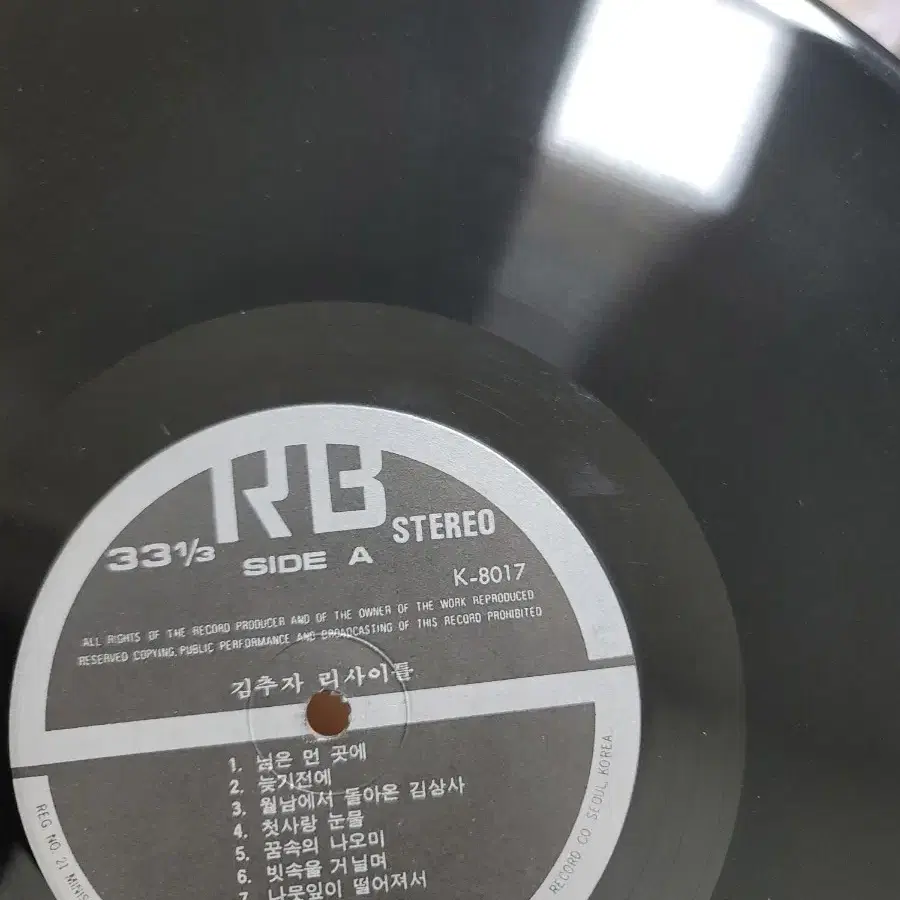 RB
33⅓ SIDE A STEREO
K-8017
ALL RIGHTS OF THE RECORD PRODUCER AND OF THE OWNER OF THE WORK REPRODUCED
RESERVED COPYING, PUBLIC PERFORMANCE AND BROADCASTING OF THIS RECORD PROHIBITED
김추자 리사이틀
1. 님은 먼 곳에
2. 늦기전에
3. 월남에서 돌아온 김상사
4. 첫사랑 눈물
5. 꿈속의 나오미
6. 빗속을 거닐며
7. 나뭇잎이 떨어져서
REG NO. 21 MINIS
RECORD CO SEOUL KOREA.